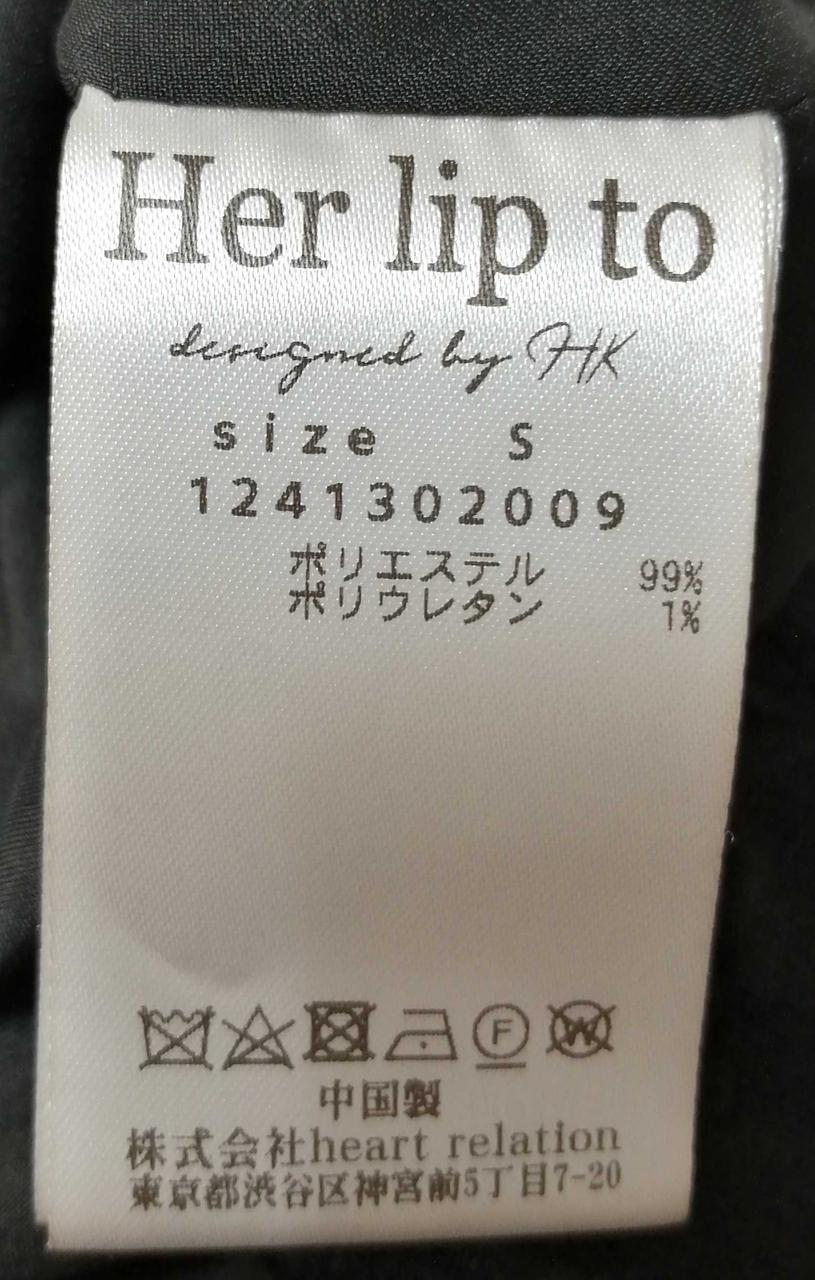 Her lip to
designed by HK
size S
1241302009
ポリエステル 99%
ポリウレタン 1%
F
W
中国製
株式会社heart relation
東京都渋谷区神宮前5丁目7-20